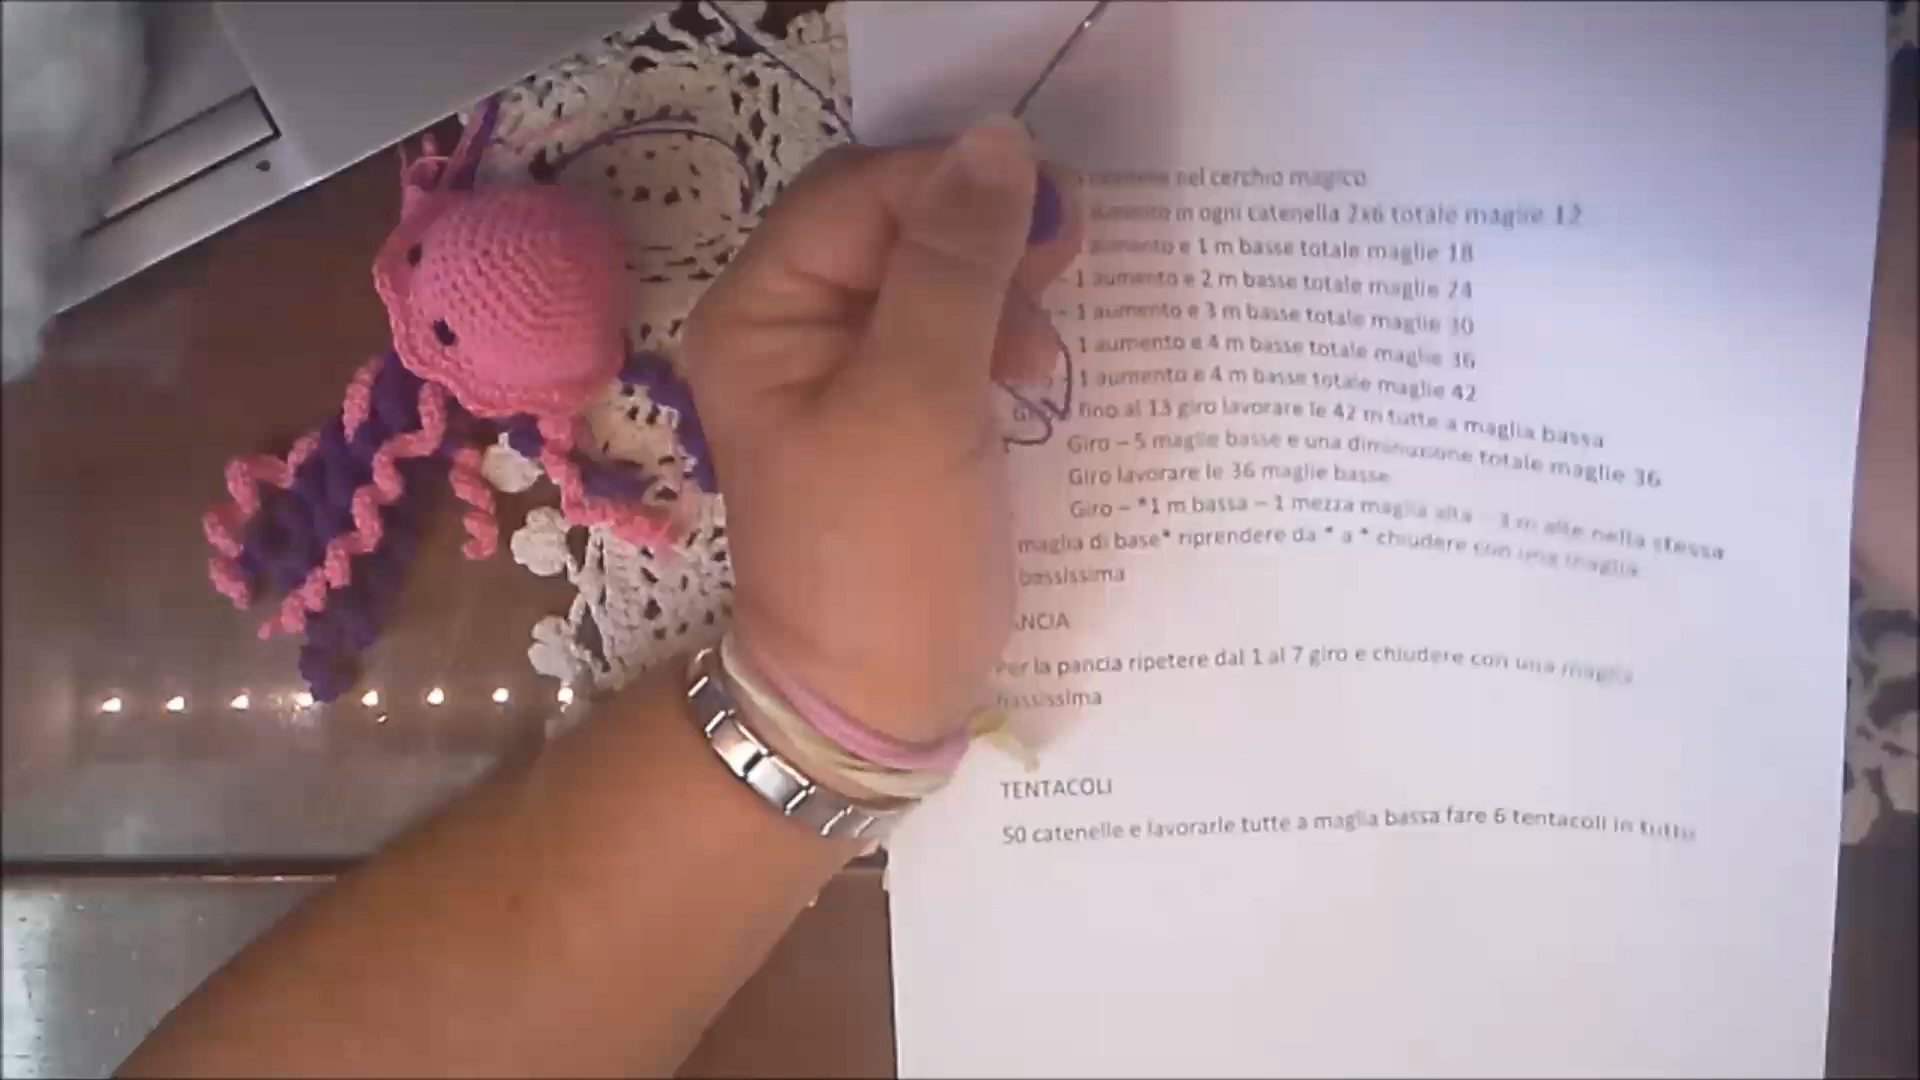 nel cerchio magico
aumento in ogni catenella 2x6 totale maglie 12
aumento e 1 m basse totale maglie 18
- 1 aumento e 2 m basse totale maglie 24
- 1 aumento e 3 m basse totale maglie 30
1 aumento e 4 m basse totale maglie 36
- 1 aumento e 4 m basse totale maglie 42
fino al 13 giro lavorare le 42 m tutte a maglia bassa
Giro – 5 maglie basse e una diminuzione totale maglie 36
Giro lavorare le 36 maglie basse
Giro – *1 m bassa – 1 mezza maglia alta – 3 m alte nella stessa
maglia di base* riprendere da * a * chiudere con una maglia
bassissima
ANCIA
Per la pancia ripetere dal 1 al 7 giro e chiudere con una maglia
bassissima
TENTACOLI
50 catenelle e lavorarle tutte a maglia bassa fare 6 tentacoli in tutto